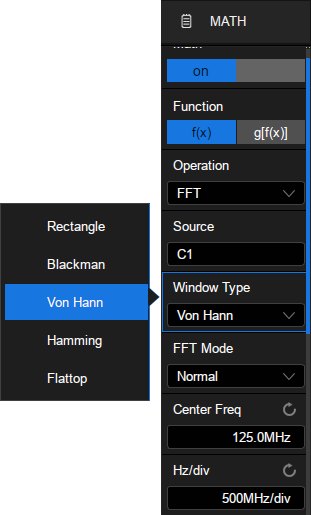 MATH
Math
on
Function
f(x) g[f(x)]
Operation
FFT
Source
C1
Window Type
Von Hann
FFT Mode
Normal
Center Freq
125.0MHz
Hz/div
500MHz/div
Rectangle
Blackman
Von Hann
Hamming
Flattop